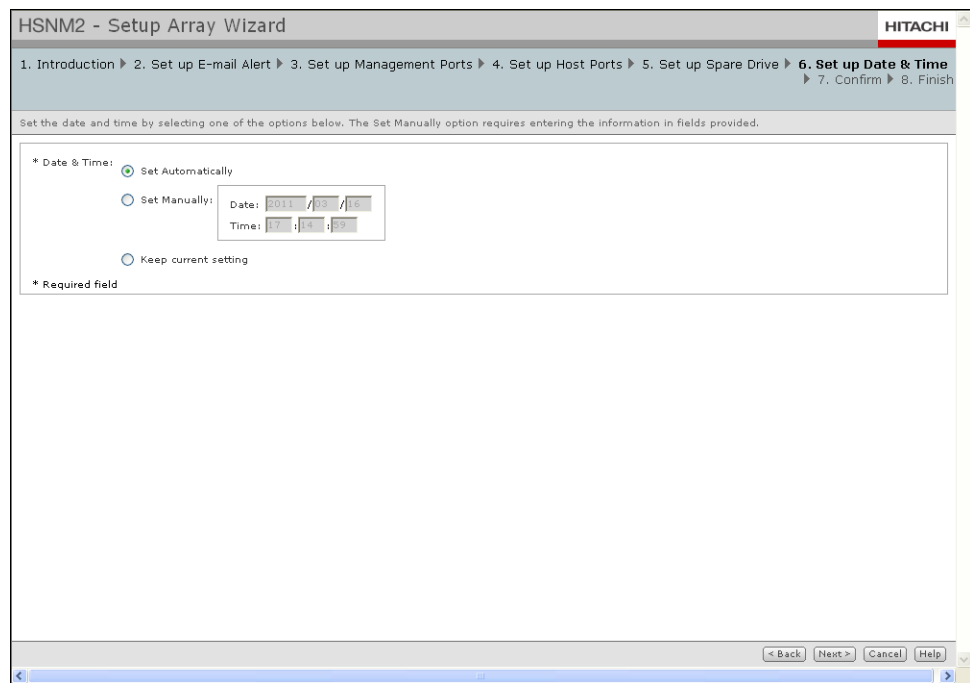 HSNM2 - Setup Array Wizard
HITACHI
1. Introduction 2. Set up E-mail Alert 3. Set up Management Ports 4. Set up Host Ports 5. Set up Spare Drive 6. Set up Date & Time
7. Confirm 8. Finish
Set the date and time by selecting one of the options below. The Set Manually option requires entering the information in fields provided.
* Date & Time:
Set Automatically
Set Manually:
Date: 2011 / 03 / 16
Time: 17 : 14 : 59
Keep current setting
* Required field
< Back Next > Cancel Help